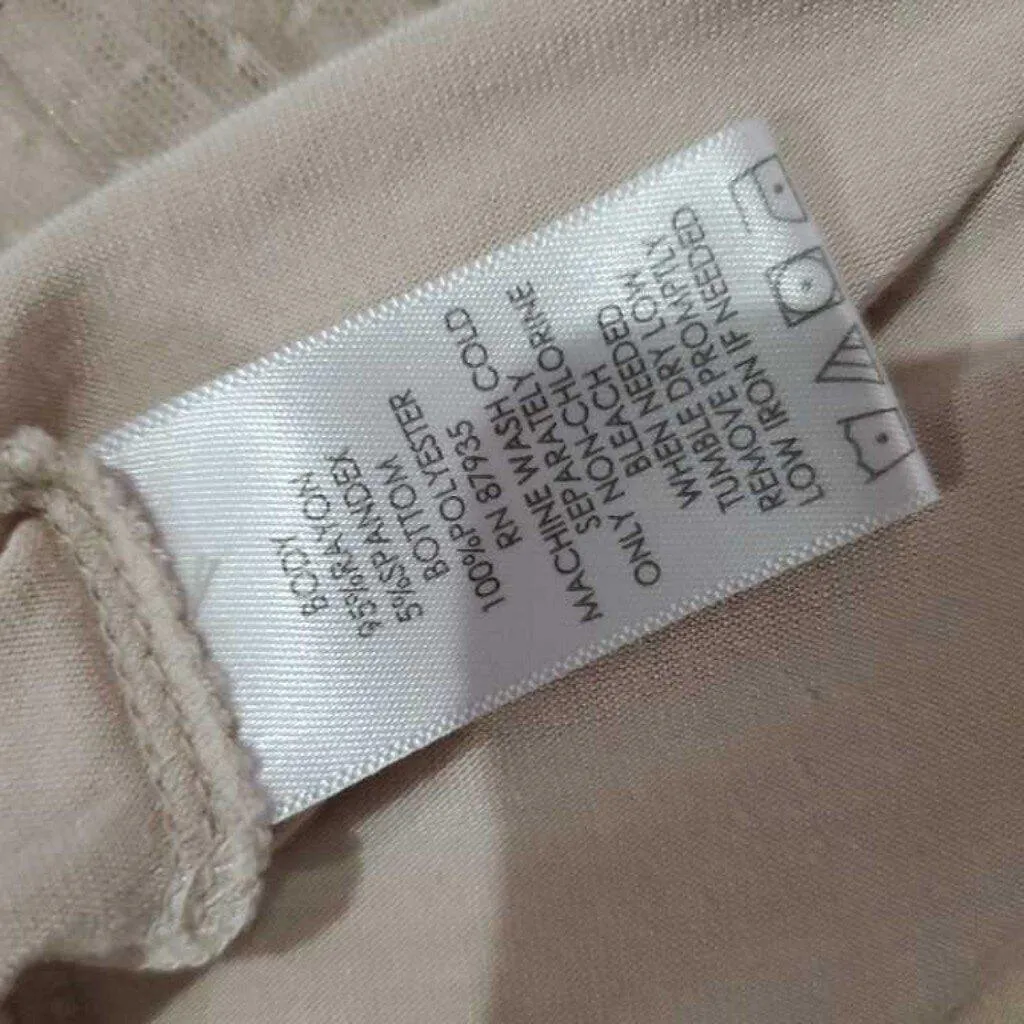 BODY
95%RAYON
5%SPANDEX
BOTTOM
100%POLYESTER
RN 87935
MACHINE WASH COLD
SEPARATELY
ONLY NON-CHLORINE
BLEACH
WHEN NEEDED
TUMBLE DRY LOW
REMOVE PROMPTLY
LOW IRON IF NEEDED